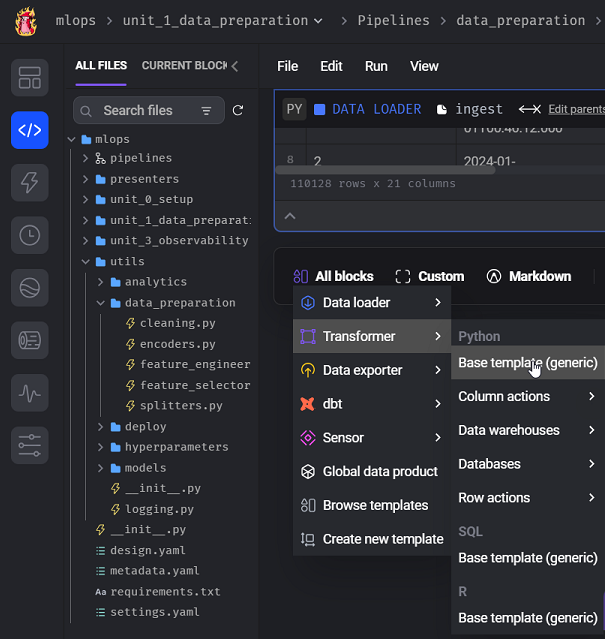 mlops > unit_1_data_preparation > Pipelines > data_preparation >
ALL FILES CURRENT BLOCK
File Edit Run View
Search files
PY DATA LOADER ingest Edit parents
8 2 2024-01-
110128 rows x 21 columns
mlops
pipelines
presenters
unit_0_setup
unit_1_data_preparati
unit_3_observability
utils
analytics
data_preparation
cleaning.py
encoders.py
feature_engineer
feature_selector
splitters.py
deploy
hyperparameters
models
__init__.py
logging.py
__init__.py
design.yaml
metadata.yaml
Aa requirements.txt
settings.yaml
All blocks Custom Markdown
Data loader
Transformer
Data exporter
dbt
Sensor
Global data product
Browse templates
Create new template
Python
Base template (generic)
Column actions
Data warehouses
Databases
Row actions
SQL
Base template (generic)
R
Base template (generic)